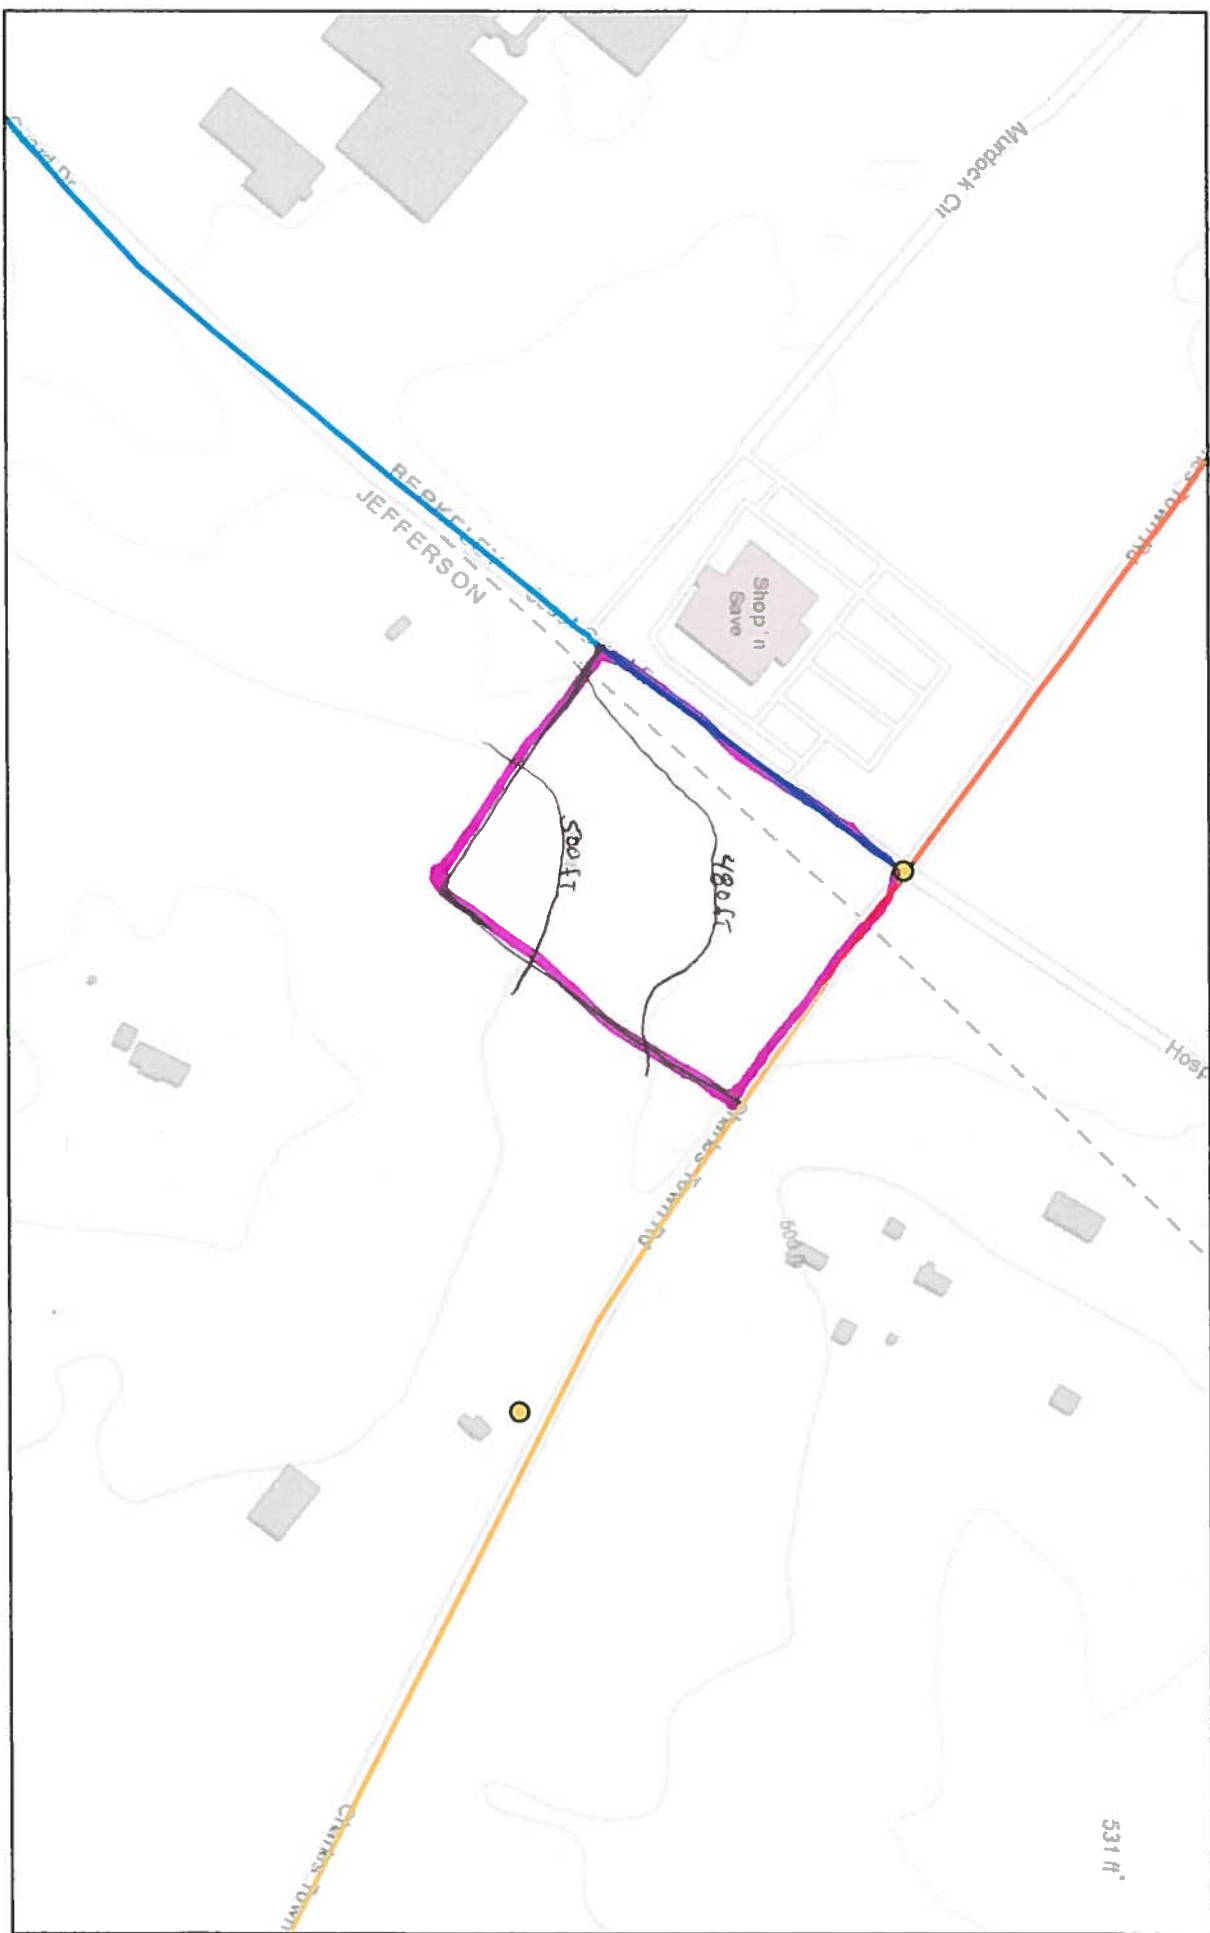 Murdock Cir
BERKELEY
JEFFERSON
Shop 'n
Save
480 ft
500 ft
Hosp
Charles Town Rd
600 ft
Charles Town
531 ft